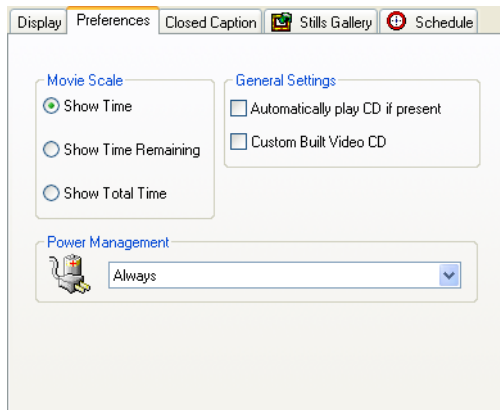 Display Preferences Closed Caption Stills Gallery Schedule
Movie Scale
Show Time
Show Time Remaining
Show Total Time
General Settings
Automatically play CD if present
Custom Built Video CD
Power Management
Always